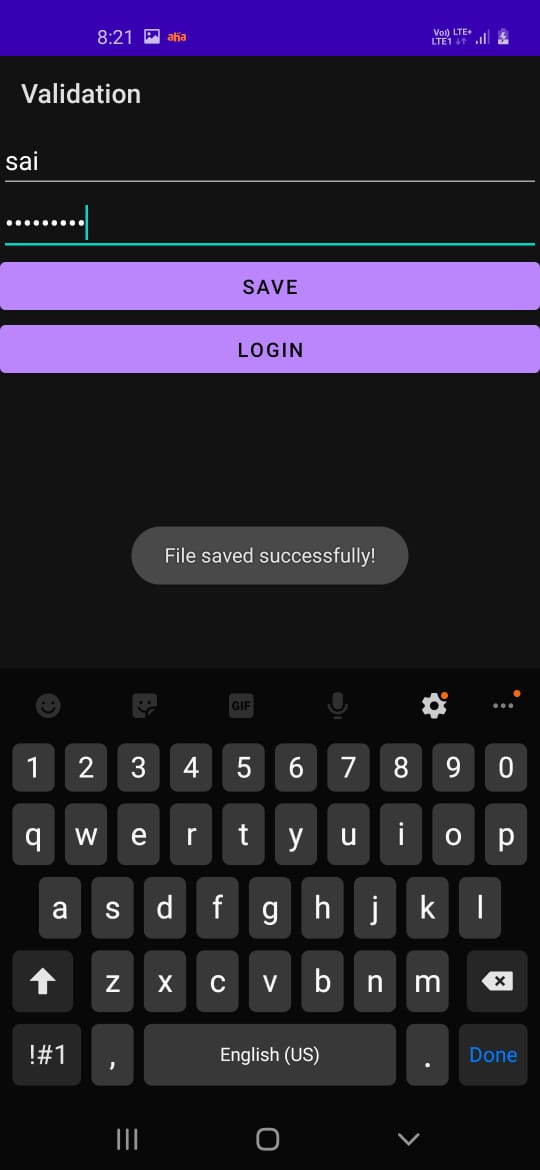 8:21 aha Vo)) LTE+
LTE1
Validation
sai
•••••••••
SAVE
LOGIN
File saved successfully!
GIF
1 2 3 4 5 6 7 8 9 0
q w e r t y u i o p
a s d f g h j k l
z x c v b n m
!#1 , English (US) . Done